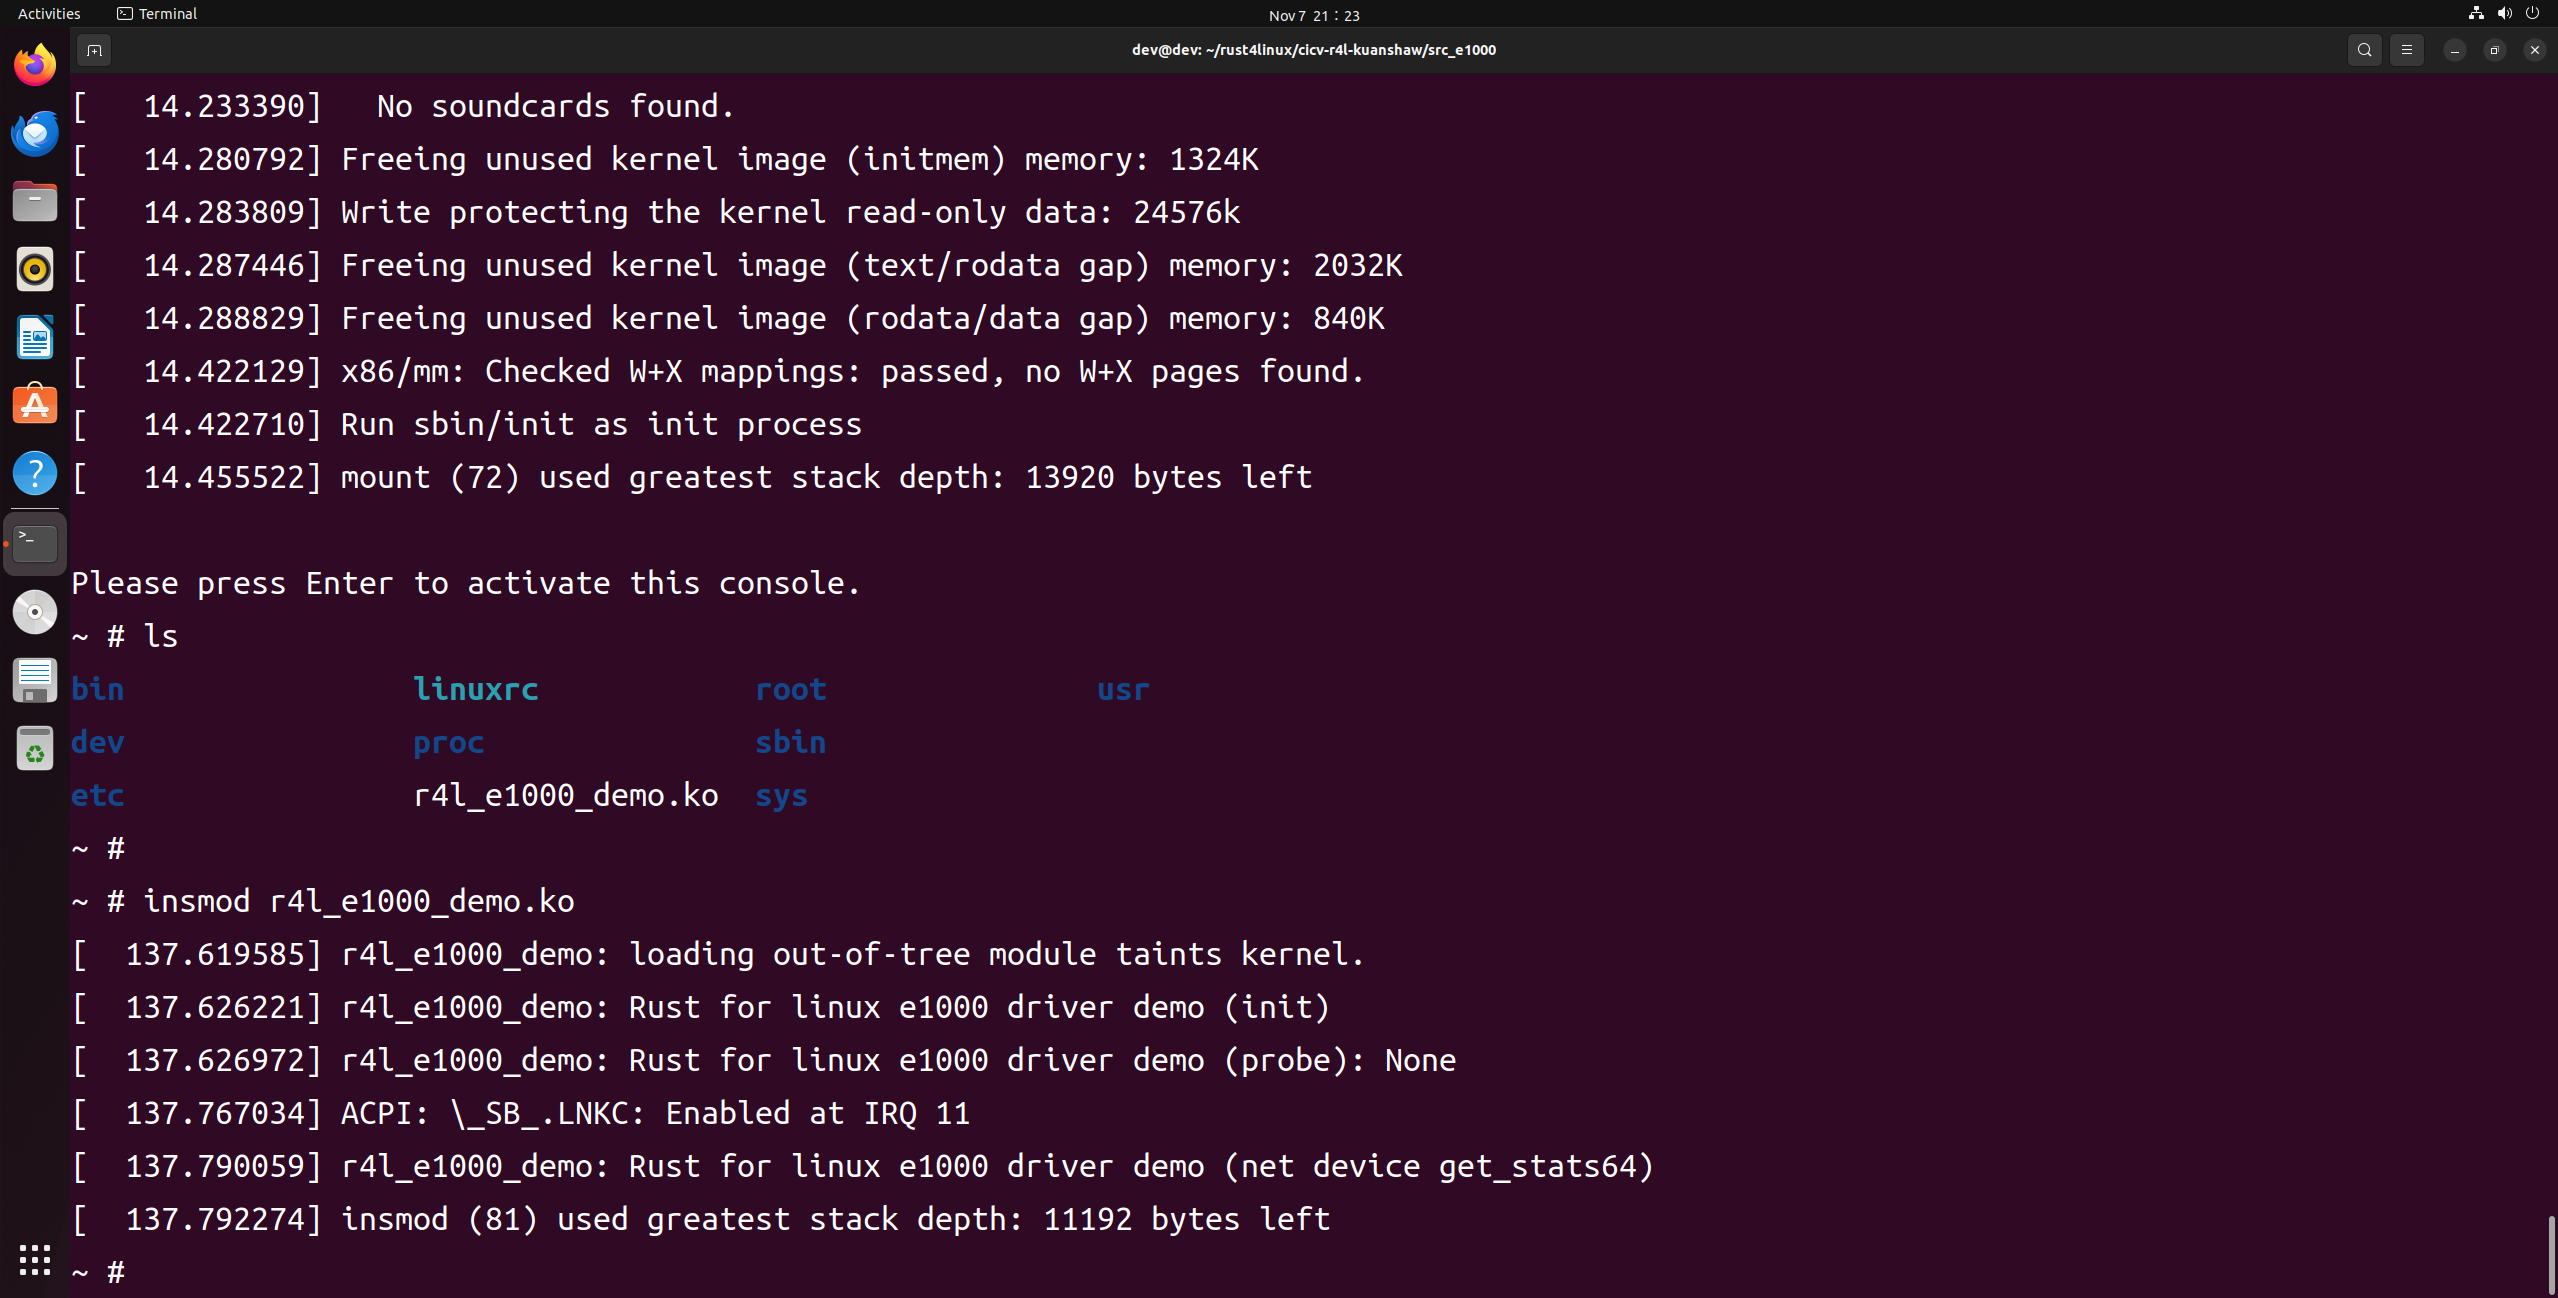 Activities Terminal Nov 7 21:23
dev@dev: ~/rust4linux/cicv-r4l-kuanshaw/src_e1000
[   14.233390]   No soundcards found.
[   14.280792] Freeing unused kernel image (initmem) memory: 1324K
[   14.283809] Write protecting the kernel read-only data: 24576k
[   14.287446] Freeing unused kernel image (text/rodata gap) memory: 2032K
[   14.288829] Freeing unused kernel image (rodata/data gap) memory: 840K
[   14.422129] x86/mm: Checked W+X mappings: passed, no W+X pages found.
[   14.422710] Run sbin/init as init process
[   14.455522] mount (72) used greatest stack depth: 13920 bytes left
Please press Enter to activate this console.
~ # ls
bin                linuxrc            root               usr
dev                proc               sbin
etc                r4l_e1000_demo.ko  sys
~ #
~ # insmod r4l_e1000_demo.ko
[  137.619585] r4l_e1000_demo: loading out-of-tree module taints kernel.
[  137.626221] r4l_e1000_demo: Rust for linux e1000 driver demo (init)
[  137.626972] r4l_e1000_demo: Rust for linux e1000 driver demo (probe): None
[  137.767034] ACPI: \_SB_.LNKC: Enabled at IRQ 11
[  137.790059] r4l_e1000_demo: Rust for linux e1000 driver demo (net device get_stats64)
[  137.792274] insmod (81) used greatest stack depth: 11192 bytes left
~ #